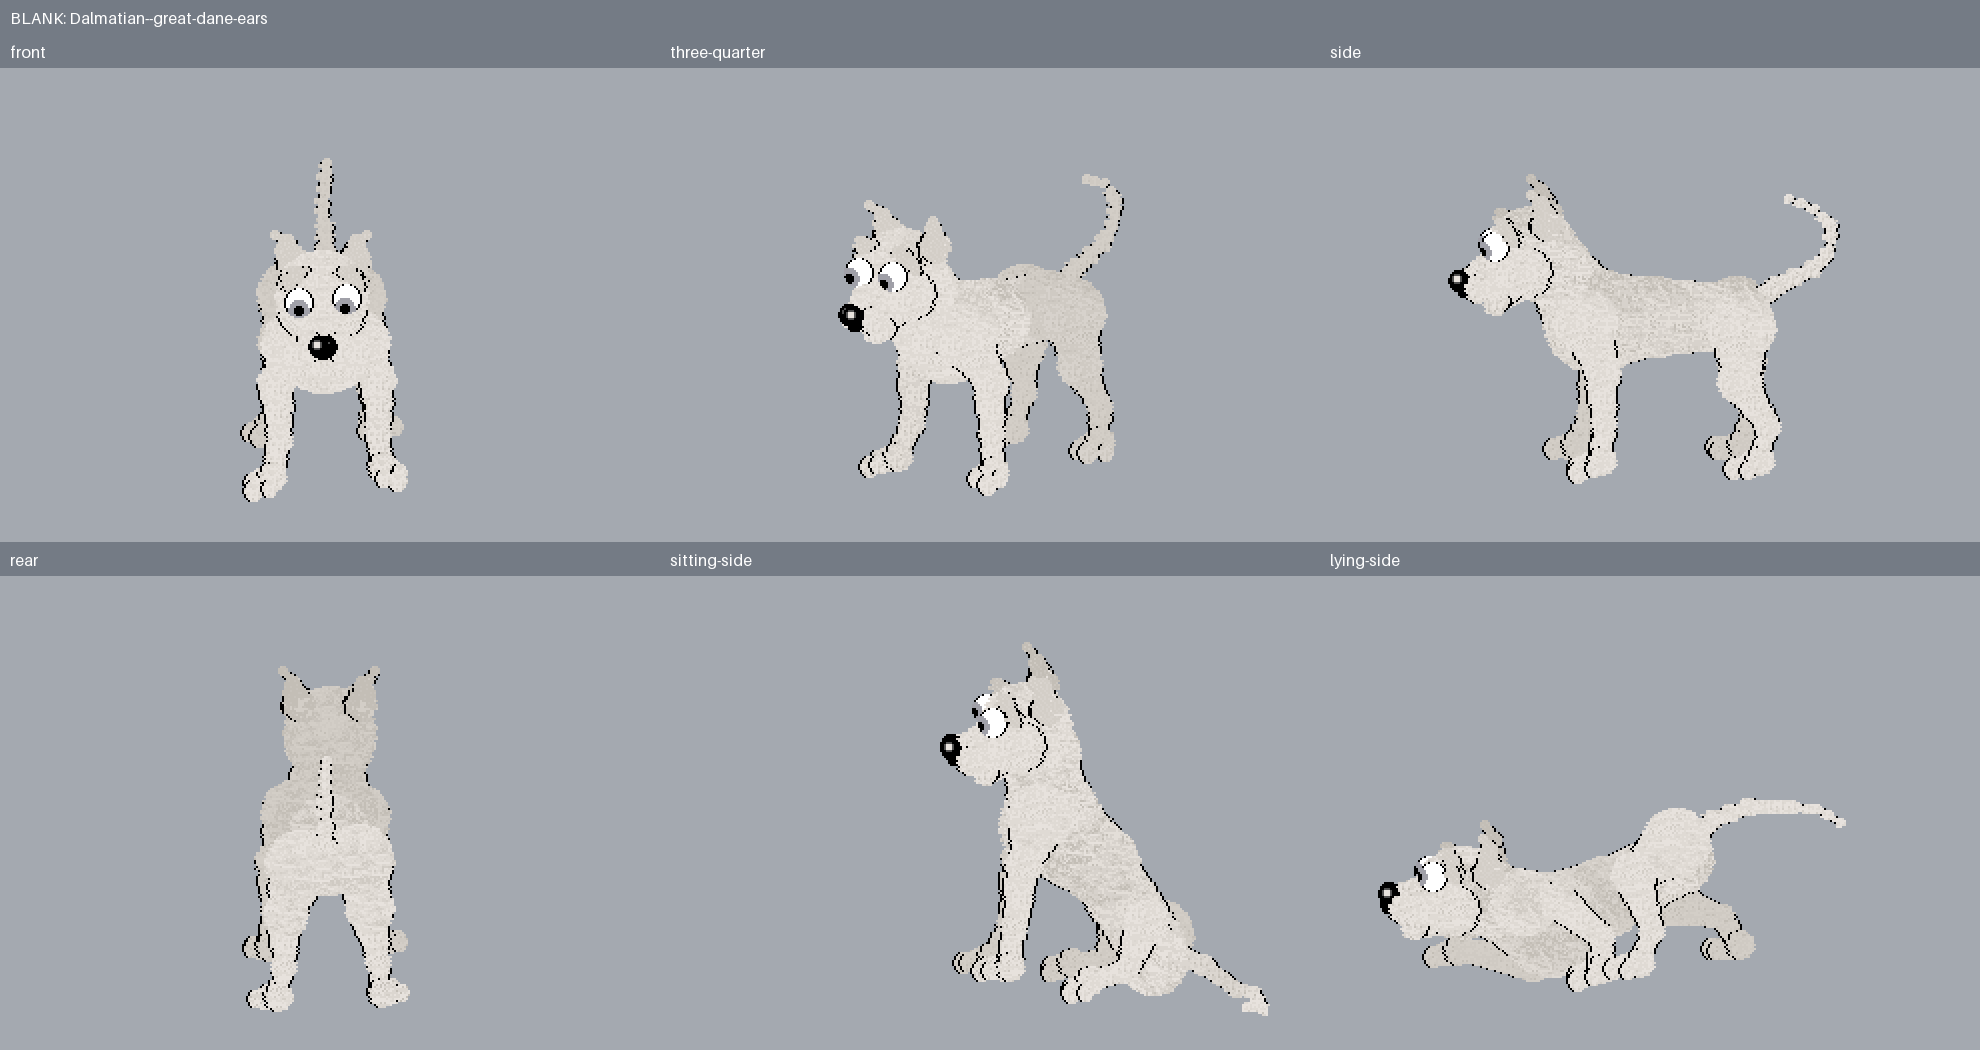 BLANK: Dalmatian--great-dane-ears
front
three-quarter
side
rear
sitting-side
lying-side